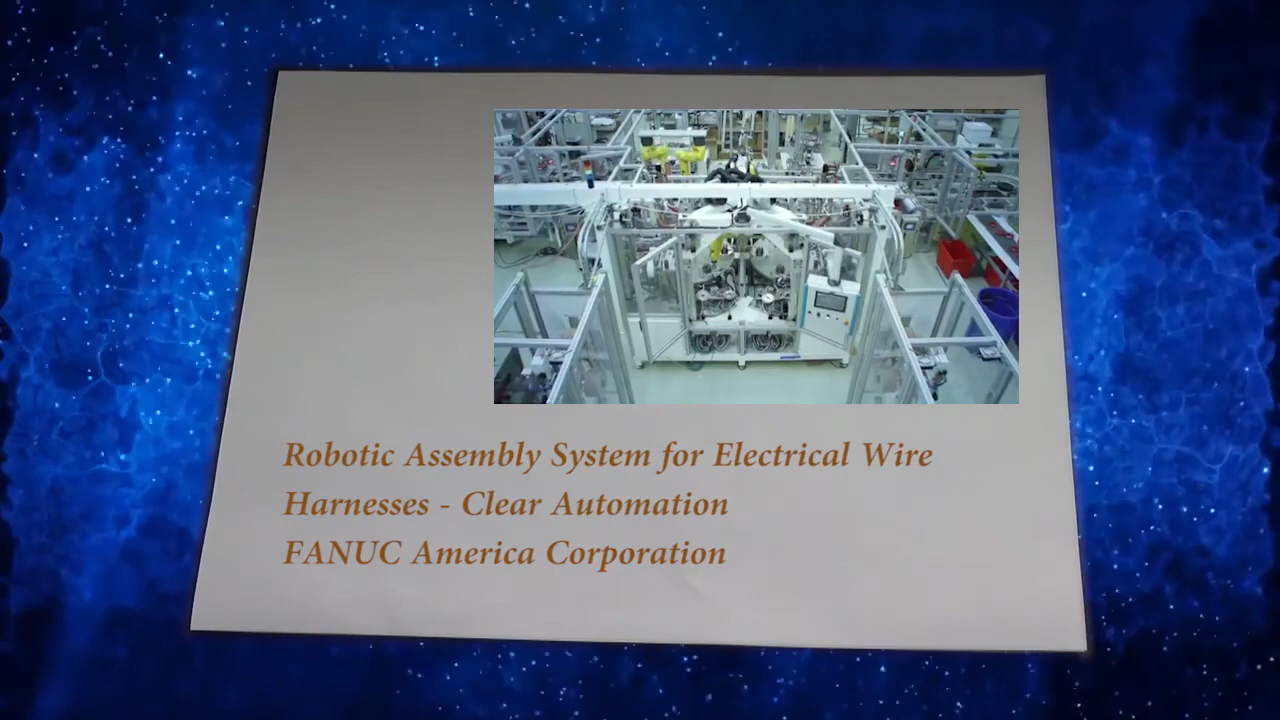 Robotic Assembly System for Electrical Wire
Harnesses - Clear Automation
FANUC America Corporation